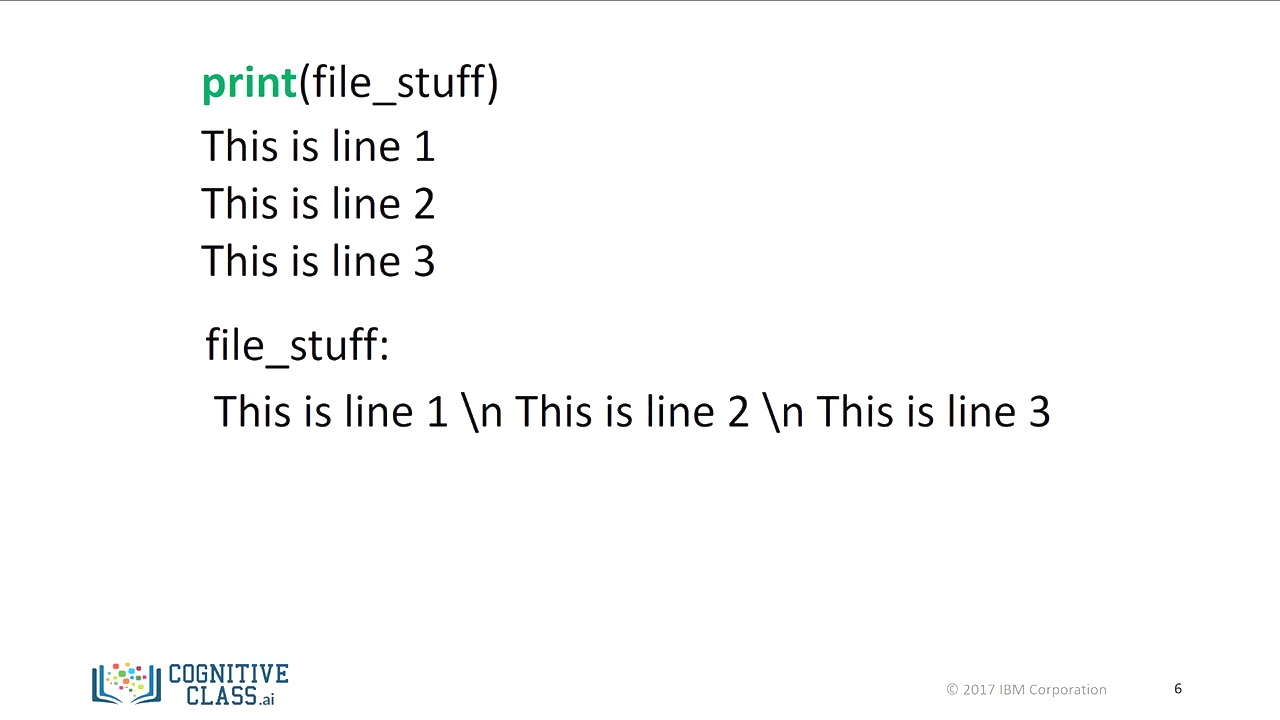 print(file_stuff)
This is line 1
This is line 2
This is line 3
file_stuff:
This is line 1 \n This is line 2 \n This is line 3
COGNITIVE
CLASS.ai
© 2017 IBM Corporation
6